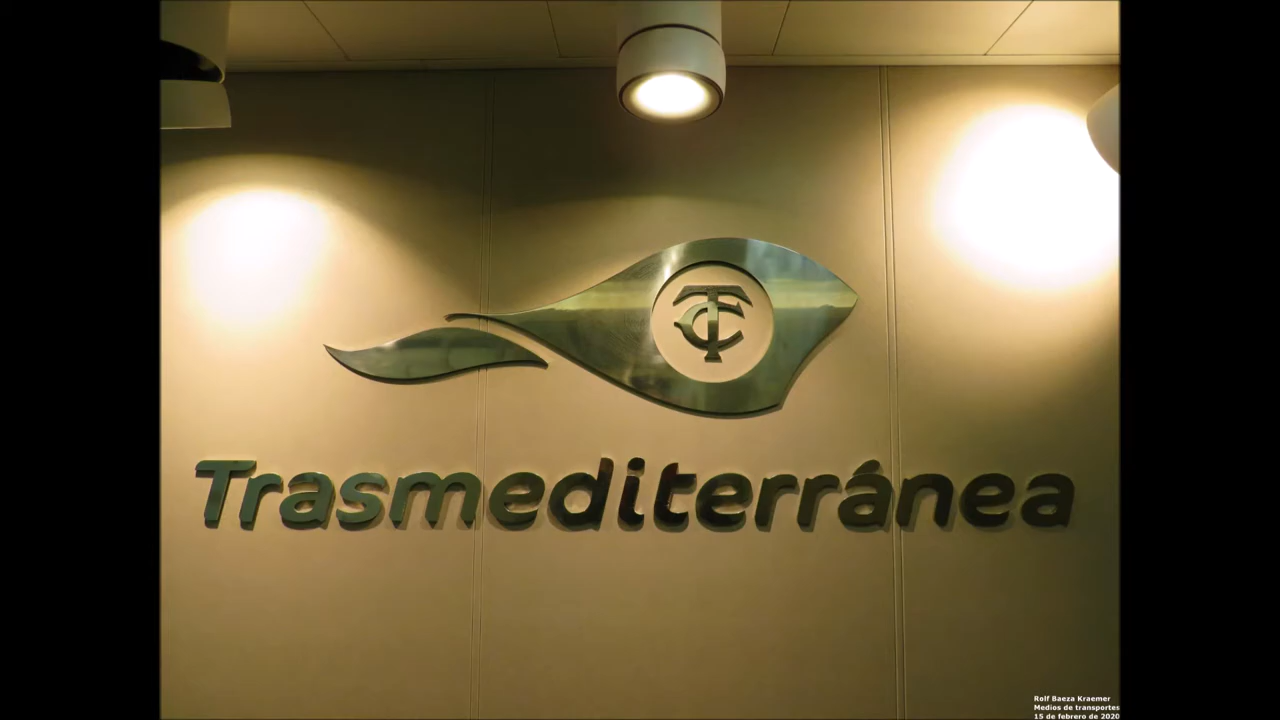 TC
Trasmediterránea
Rolf Baeza Kraemer
Medios de transportes
15 de febrero de 2020